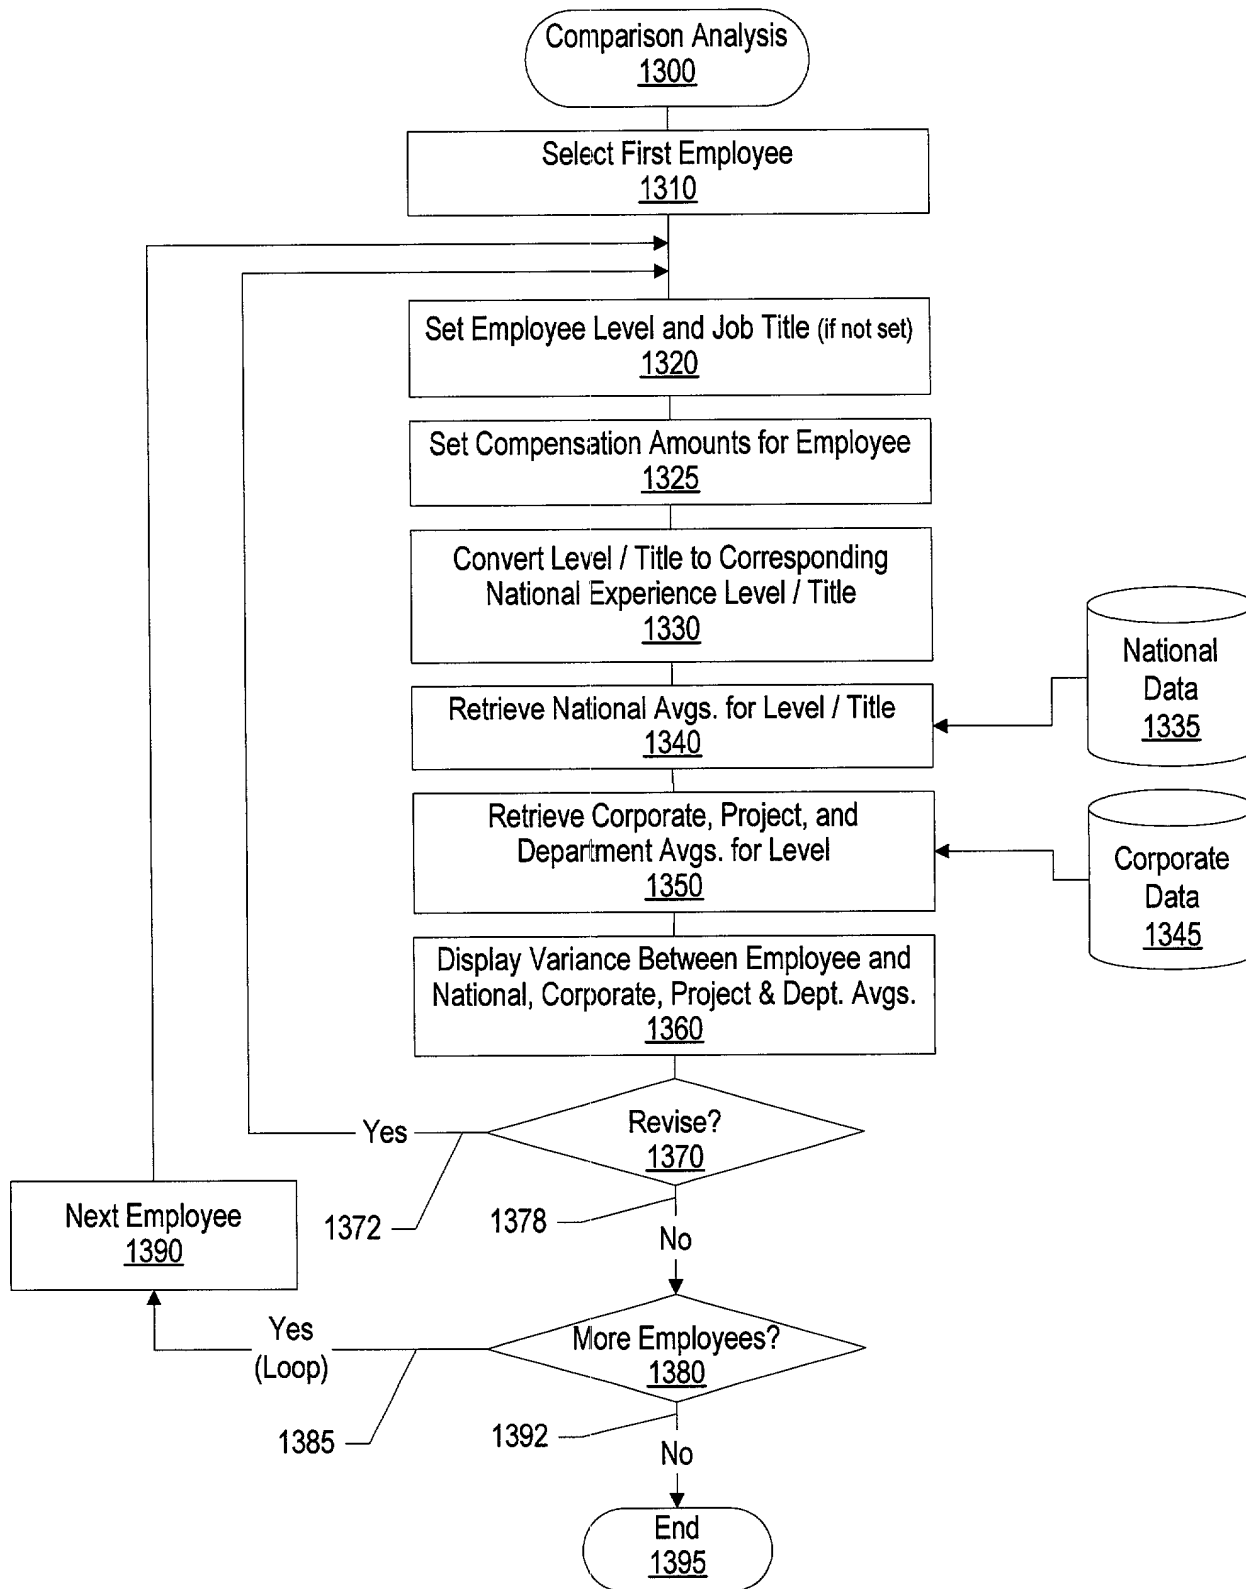 Comparison Analysis
1300
Select First Employee
1310
Set Employee Level and Job Title (if not set)
1320
Set Compensation Amounts for Employee
1325
Convert Level / Title to Corresponding
National Experience Level / Title
1330
National
Data
1335
Retrieve National Avgs. for Level / Title
1340
Retrieve Corporate, Project, and
Department Avgs. for Level
1350
Corporate
Data
1345
Display Variance Between Employee and
National, Corporate, Project & Dept. Avgs.
1360
Revise?
1370
Yes
1372
1378
No
Next Employee
1390
More Employees?
1380
Yes
(Loop)
1385
1392
No
End
1395